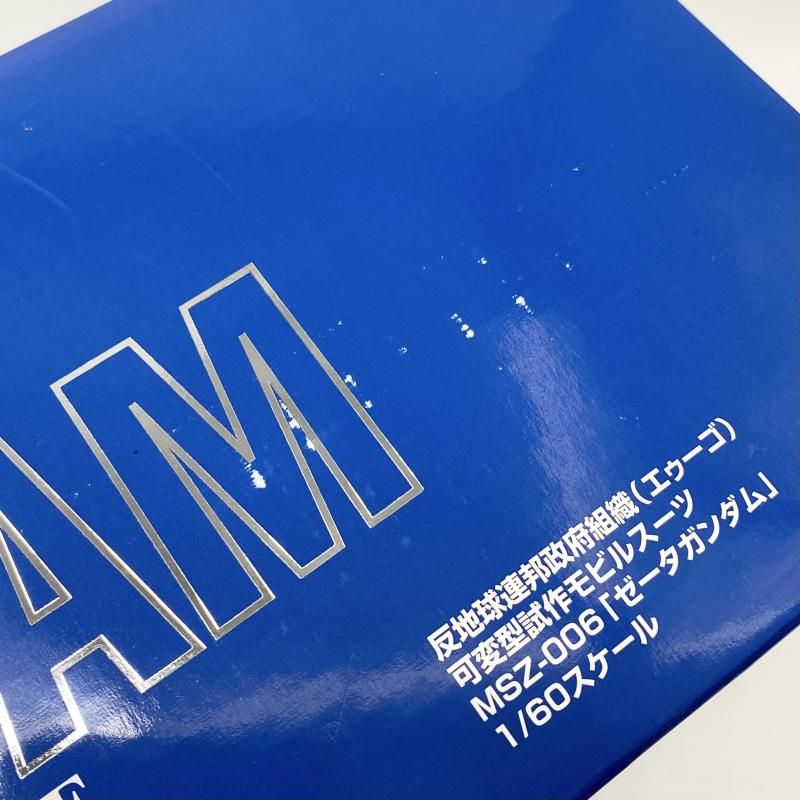 AM
反地球連邦政府組織(エゥーゴ)
可変型試作モビルスーツ
MSZ-006「ゼータガンダム」
1/60スケール